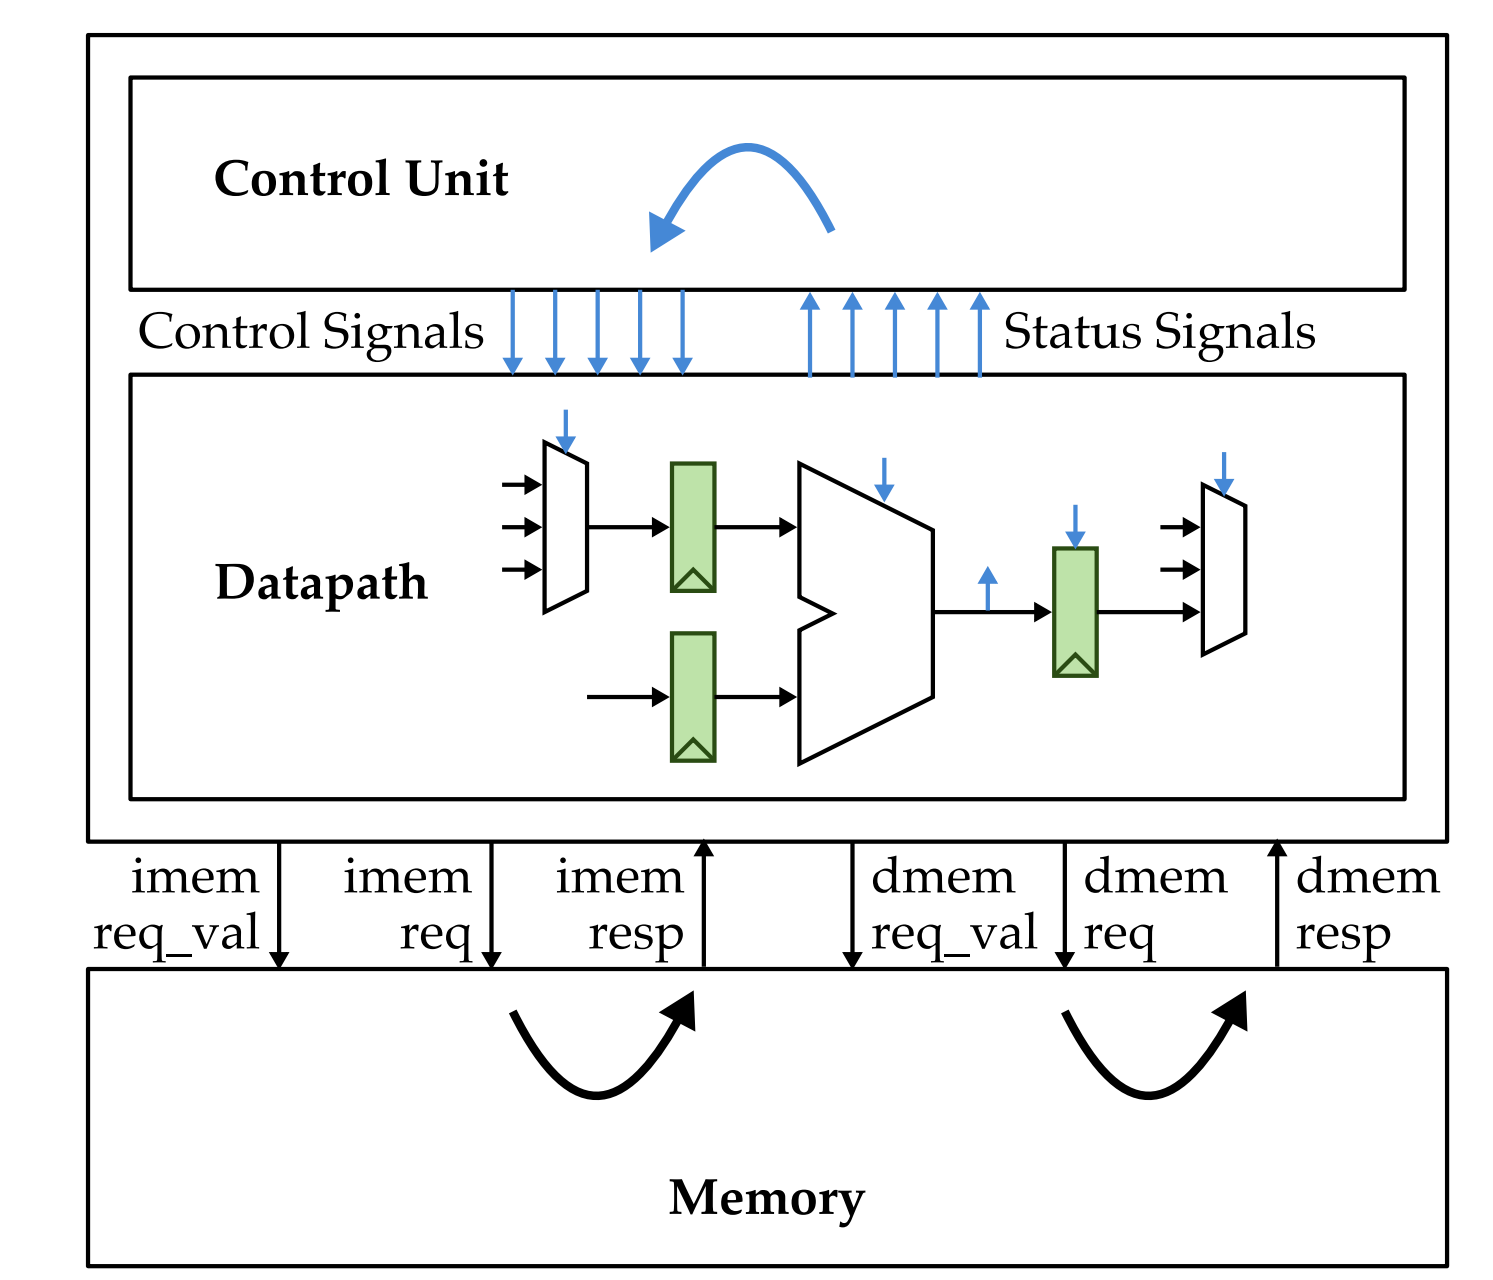 Control Unit
Control Signals
Status Signals
Datapath
imem
req_val
imem
req
imem
resp
dmem
req_val
dmem
req
dmem
resp
Memory